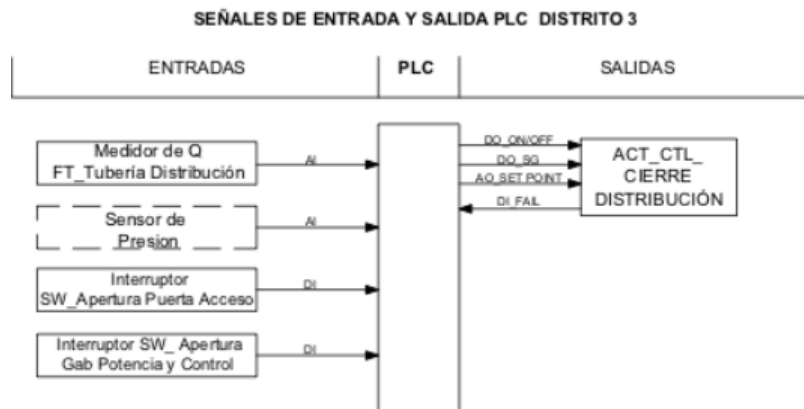 SEÑALES DE ENTRADA Y SALIDA PLC DISTRITO 3
ENTRADAS
PLC
SALIDAS
Medidor de Q
FT_Tubería Distribución
AI
Sensor de
Presion
AI
Interruptor
SW_Apertura Puerta Acceso
DI
Interruptor SW_ Apertura
Gab Potencia y Control
DI
DO_ON/OFF
DO_SG
AO_SET POINT
DI_FAIL
ACT_CTL_
CIERRE
DISTRIBUCIÓN